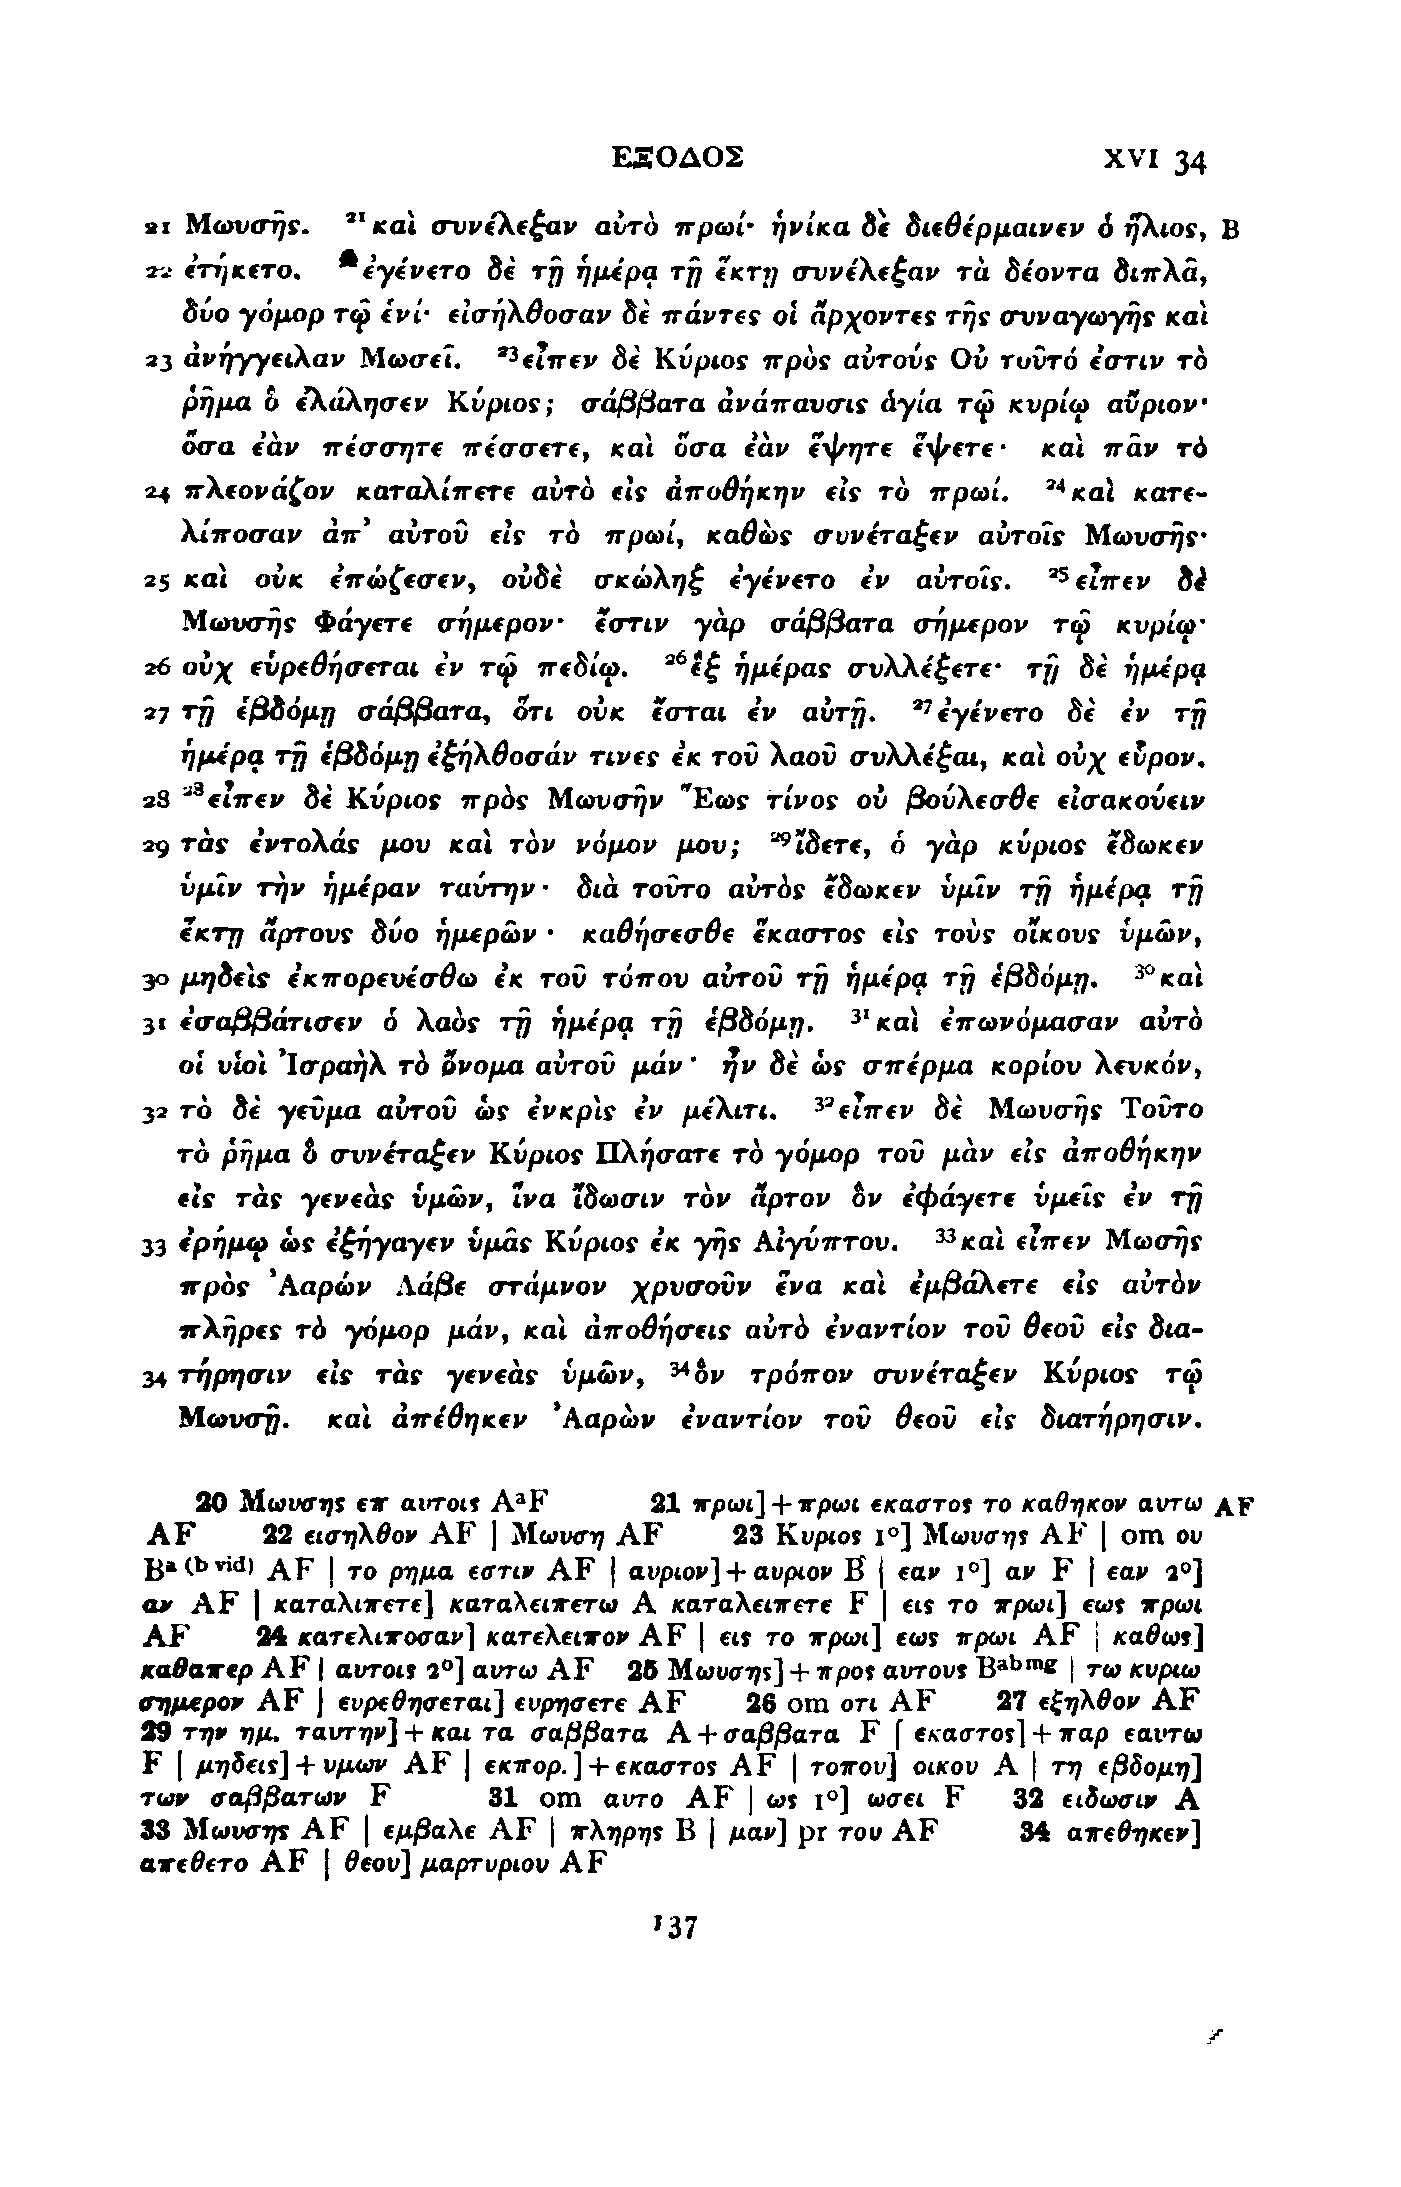 ΕΞΟΔΟΣ XVI 34
21 Μωυσῆς. ²¹καὶ συνέλεξαν αὐτὸ πρωί· ἡνίκα δὲ διεθέρμαινεν ὁ ἥλιος, B
22 ἐτήκετο. ἐγένετο δὲ τῇ ἡμέρᾳ τῇ ἕκτῃ συνέλεξαν τὰ δέοντα διπλᾶ,
δύο γόμορ τῷ ἑνί· εἰσήλθοσαν δὲ πάντες οἱ ἄρχοντες τῆς συναγωγῆς καὶ
23 ἀνήγγειλαν Μωσεῖ. ²³εἶπεν δὲ Κύριος πρὸς αὐτούς Οὐ τοῦτό ἐστιν τὸ
ῥῆμα ὃ ἐλάλησεν Κύριος; σάββατα ἀνάπαυσις ἁγία τῷ κυρίῳ αὔριον·
ὅσα ἐὰν πέσσητε πέσσετε, καὶ ὅσα ἐὰν ἕψητε ἕψετε· καὶ πᾶν τὸ
24 πλεονάζον καταλίπετε αὐτὸ εἰς ἀποθήκην εἰς τὸ πρωί. ²⁴καὶ κατε-
λίποσαν ἀπ’ αὐτοῦ εἰς τὸ πρωί, καθὼς συνέταξεν αὐτοῖς Μωυσῆς·
25 καὶ οὐκ ἐπώζεσεν, οὐδὲ σκώληξ ἐγένετο ἐν αὐτοῖς. ²⁵εἶπεν δὲ
Μωυσῆς Φάγετε σήμερον· ἔστιν γὰρ σάββατα σήμερον τῷ κυρίῳ·
26 οὐχ εὑρεθήσεται ἐν τῷ πεδίῳ. ²⁶ἓξ ἡμέρας συλλέξετε· τῇ δὲ ἡμέρᾳ
27 τῇ ἑβδόμῃ σάββατα, ὅτι οὐκ ἔσται ἐν αὐτῇ. ²⁷ἐγένετο δὲ ἐν τῇ
ἡμέρᾳ τῇ ἑβδόμῃ ἐξήλθοσάν τινες ἐκ τοῦ λαοῦ συλλέξαι, καὶ οὐχ εὗρον.
28 ²⁸εἶπεν δὲ Κύριος πρὸς Μωυσῆν Ἕως τίνος οὐ βούλεσθε εἰσακούειν
29 τὰς ἐντολάς μου καὶ τὸν νόμον μου; ²⁹ἴδετε, ὁ γὰρ κύριος ἔδωκεν
ὑμῖν τὴν ἡμέραν ταύτην· διὰ τοῦτο αὐτὸς ἔδωκεν ὑμῖν τῇ ἡμέρᾳ τῇ
ἕκτῃ ἄρτους δύο ἡμερῶν· καθήσεσθε ἕκαστος εἰς τοὺς οἴκους ὑμῶν,
30 μηδεὶς ἐκπορευέσθω ἐκ τοῦ τόπου αὐτοῦ τῇ ἡμέρᾳ τῇ ἑβδόμῃ. ³⁰καὶ
31 ἐσαββάτισεν ὁ λαὸς τῇ ἡμέρᾳ τῇ ἑβδόμῃ. ³¹καὶ ἐπωνόμασαν αὐτὸ
οἱ υἱοὶ Ἰσραὴλ τὸ ὄνομα αὐτοῦ μάν· ἦν δὲ ὡς σπέρμα κορίου λευκόν,
32 τὸ δὲ γεῦμα αὐτοῦ ὡς ἐνκρὶς ἐν μέλιτι. ³²εἶπεν δὲ Μωυσῆς Τοῦτο
τὸ ῥῆμα ὃ συνέταξεν Κύριος Πλήσατε τὸ γόμορ τοῦ μὰν εἰς ἀποθήκην
εἰς τὰς γενεὰς ὑμῶν, ἵνα ἴδωσιν τὸν ἄρτον ὃν ἐφάγετε ὑμεῖς ἐν τῇ
33 ἐρήμῳ ὡς ἐξήγαγεν ὑμᾶς Κύριος ἐκ γῆς Αἰγύπτου. ³³καὶ εἶπεν Μωσῆς
πρὸς Ἀαρών Λάβε στάμνον χρυσοῦν ἕνα καὶ ἐμβάλετε εἰς αὐτὸν
πλῆρες τὸ γόμορ μάν, καὶ ἀποθήσεις αὐτὸ ἐναντίον τοῦ θεοῦ εἰς δια-
34 τήρησιν εἰς τὰς γενεὰς ὑμῶν, ³⁴ὃν τρόπον συνέταξεν Κύριος τῷ
Μωυσῇ. καὶ ἀπέθηκεν Ἀαρὼν ἐναντίον τοῦ θεοῦ εἰς διατήρησιν.
20 Μωυσης επ αυτοις AᵃF 21 πρωι]+πρωι εκαστος το καθηκον αυτω AF
AF 22 εισηλθον AF | Μωυση AF 23 Κυριος 1°] Μωυσης AF | om ου
Bᵃ⁽ᵇ ᵛⁱᵈ⁾ AF | το ρημα εστιν AF | αυριον]+αυριον B | εαν 1°] αν F | εαν 2°]
αν AF | καταλιπετε] καταλειπετω A καταλειπετε F | εις το πρωι] εως πρωι
AF 24 κατελιποσαν] κατελειπον AF | εις το πρωι] εως πρωι AF | καθως]
καθαπερ AF | αυτοις 2°] αυτω AF 25 Μωυσης]+προς αυτους Bᵃᵇᵐᵍ | τω κυριω
σημερον AF | ευρεθησεται] ευρησετε AF 26 om οτι AF 27 εξηλθον AF
29 την ημ. ταυτην]+και τα σαββατα A+σαββατα F | εκαστος]+παρ εαυτω
F | μηδεις]+υμων AF | εκπορ.]+εκαστος AF | τοπου] οικου A | τη εβδομη]
των σαββατων F 31 om αυτο AF | ως 1°] ωσει F 32 ειδωσιν A
33 Μωυσης AF | εμβαλε AF | πληρης B | μαν] pr του AF 34 απεθηκεν]
απεθετο AF | θεου] μαρτυριου AF
137